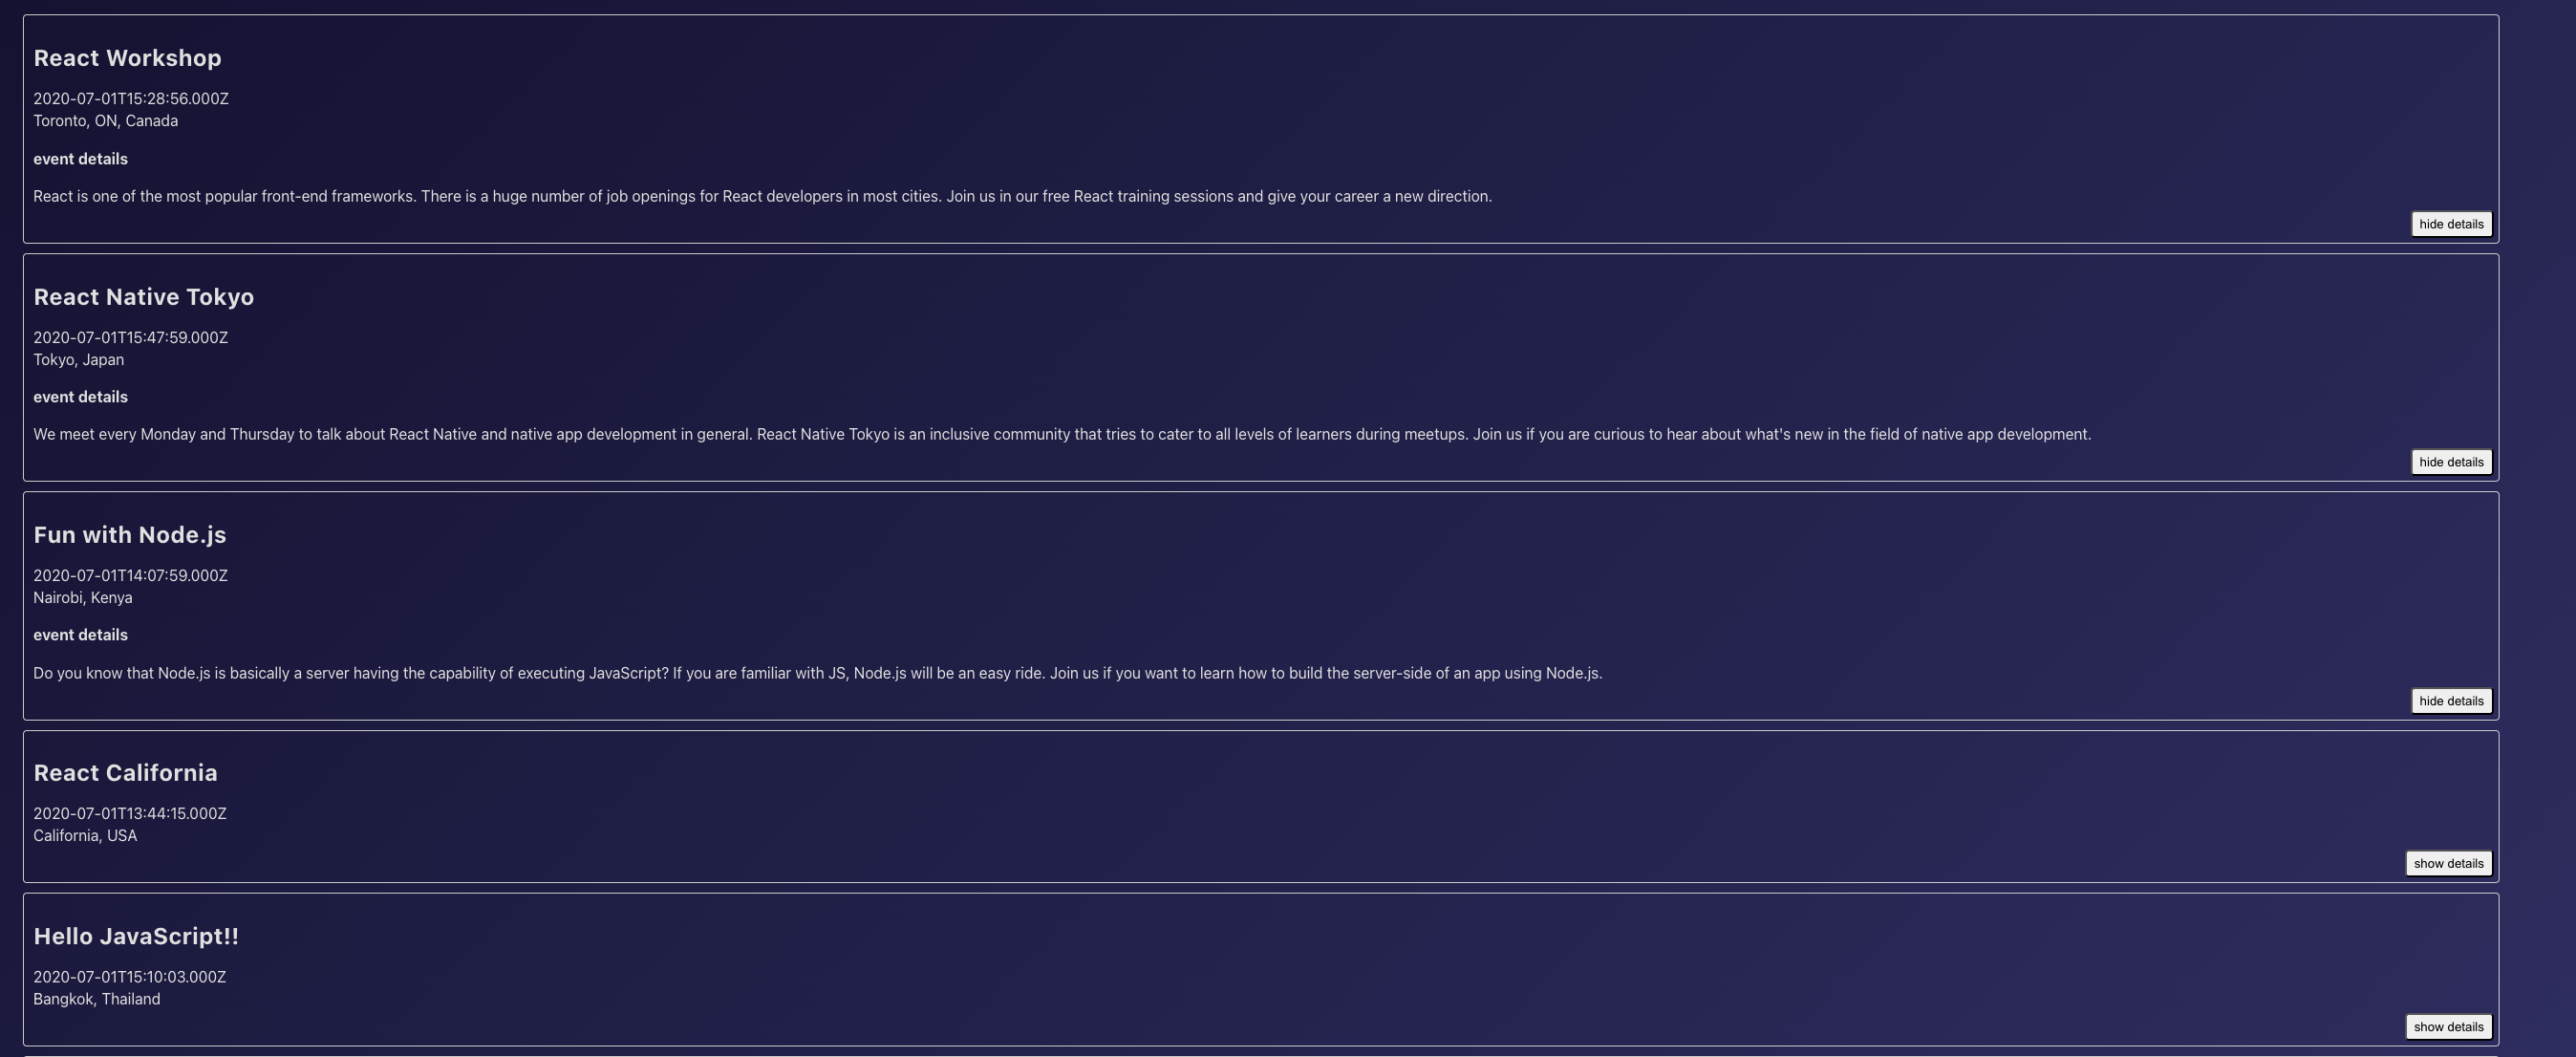 React Workshop
2020-07-01T15:28:56.000Z
Toronto, ON, Canada
event details
React is one of the most popular front-end frameworks. There is a huge number of job openings for React developers in most cities. Join us in our free React training sessions and give your career a new direction.
hide details
React Native Tokyo
2020-07-01T15:47:59.000Z
Tokyo, Japan
event details
We meet every Monday and Thursday to talk about React Native and native app development in general. React Native Tokyo is an inclusive community that tries to cater to all levels of learners during meetups. Join us if you are curious to hear about what's new in the field of native app development.
hide details
Fun with Node.js
2020-07-01T14:07:59.000Z
Nairobi, Kenya
event details
Do you know that Node.js is basically a server having the capability of executing JavaScript? If you are familiar with JS, Node.js will be an easy ride. Join us if you want to learn how to build the server-side of an app using Node.js.
hide details
React California
2020-07-01T13:44:15.000Z
California, USA
show details
Hello JavaScript!!
2020-07-01T15:10:03.000Z
Bangkok, Thailand
show details